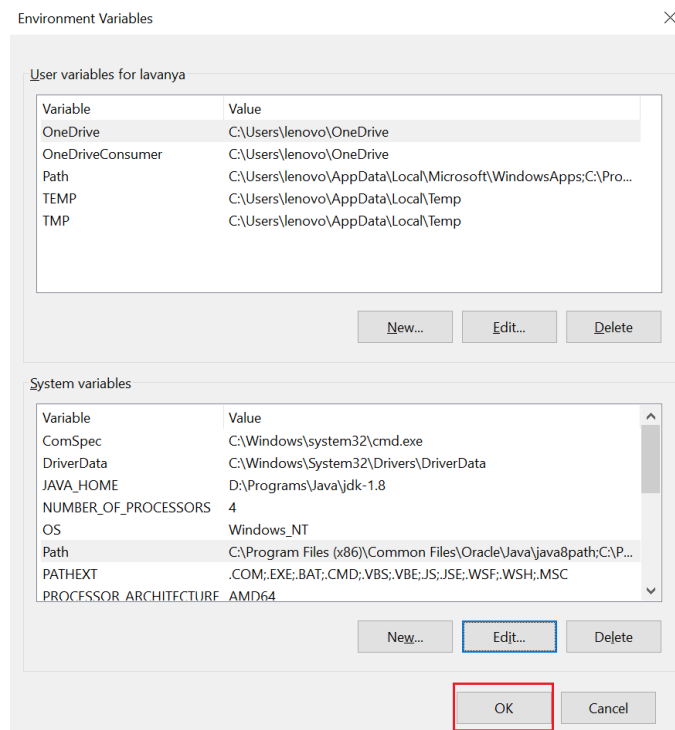 Environment Variables
User variables for lavanya
Variable Value
OneDrive C:\Users\lenovo\OneDrive
OneDriveConsumer C:\Users\lenovo\OneDrive
Path C:\Users\lenovo\AppData\Local\Microsoft\WindowsApps;C:\Pro...
TEMP C:\Users\lenovo\AppData\Local\Temp
TMP C:\Users\lenovo\AppData\Local\Temp
New... Edit... Delete
System variables
Variable Value
ComSpec C:\Windows\system32\cmd.exe
DriverData C:\Windows\System32\Drivers\DriverData
JAVA_HOME D:\Programs\Java\jdk-1.8
NUMBER_OF_PROCESSORS 4
OS Windows_NT
Path C:\Program Files (x86)\Common Files\Oracle\Java\java8path;C:\P...
PATHEXT .COM;.EXE;.BAT;.CMD;.VBS;.VBE;.JS;.JSE;.WSF;.WSH;.MSC
PROCESSOR_ARCHITECTURE AMD64
New... Edit... Delete
OK Cancel